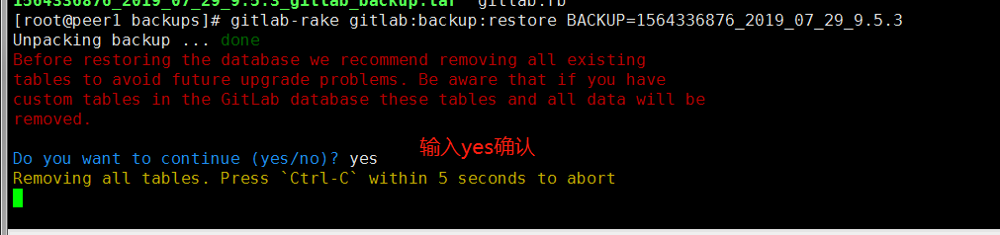 1564336876_2019_07_29_9.5.3_gitlab_backup.tar  gitlab.rb
[root@peer1 backups]# gitlab-rake gitlab:backup:restore BACKUP=1564336876_2019_07_29_9.5.3
Unpacking backup ... done
Before restoring the database we recommend removing all existing
tables to avoid future upgrade problems. Be aware that if you have
custom tables in the GitLab database these tables and all data will be
removed.
输入yes确认
Do you want to continue (yes/no)? yes
Removing all tables. Press `Ctrl-C` within 5 seconds to abort